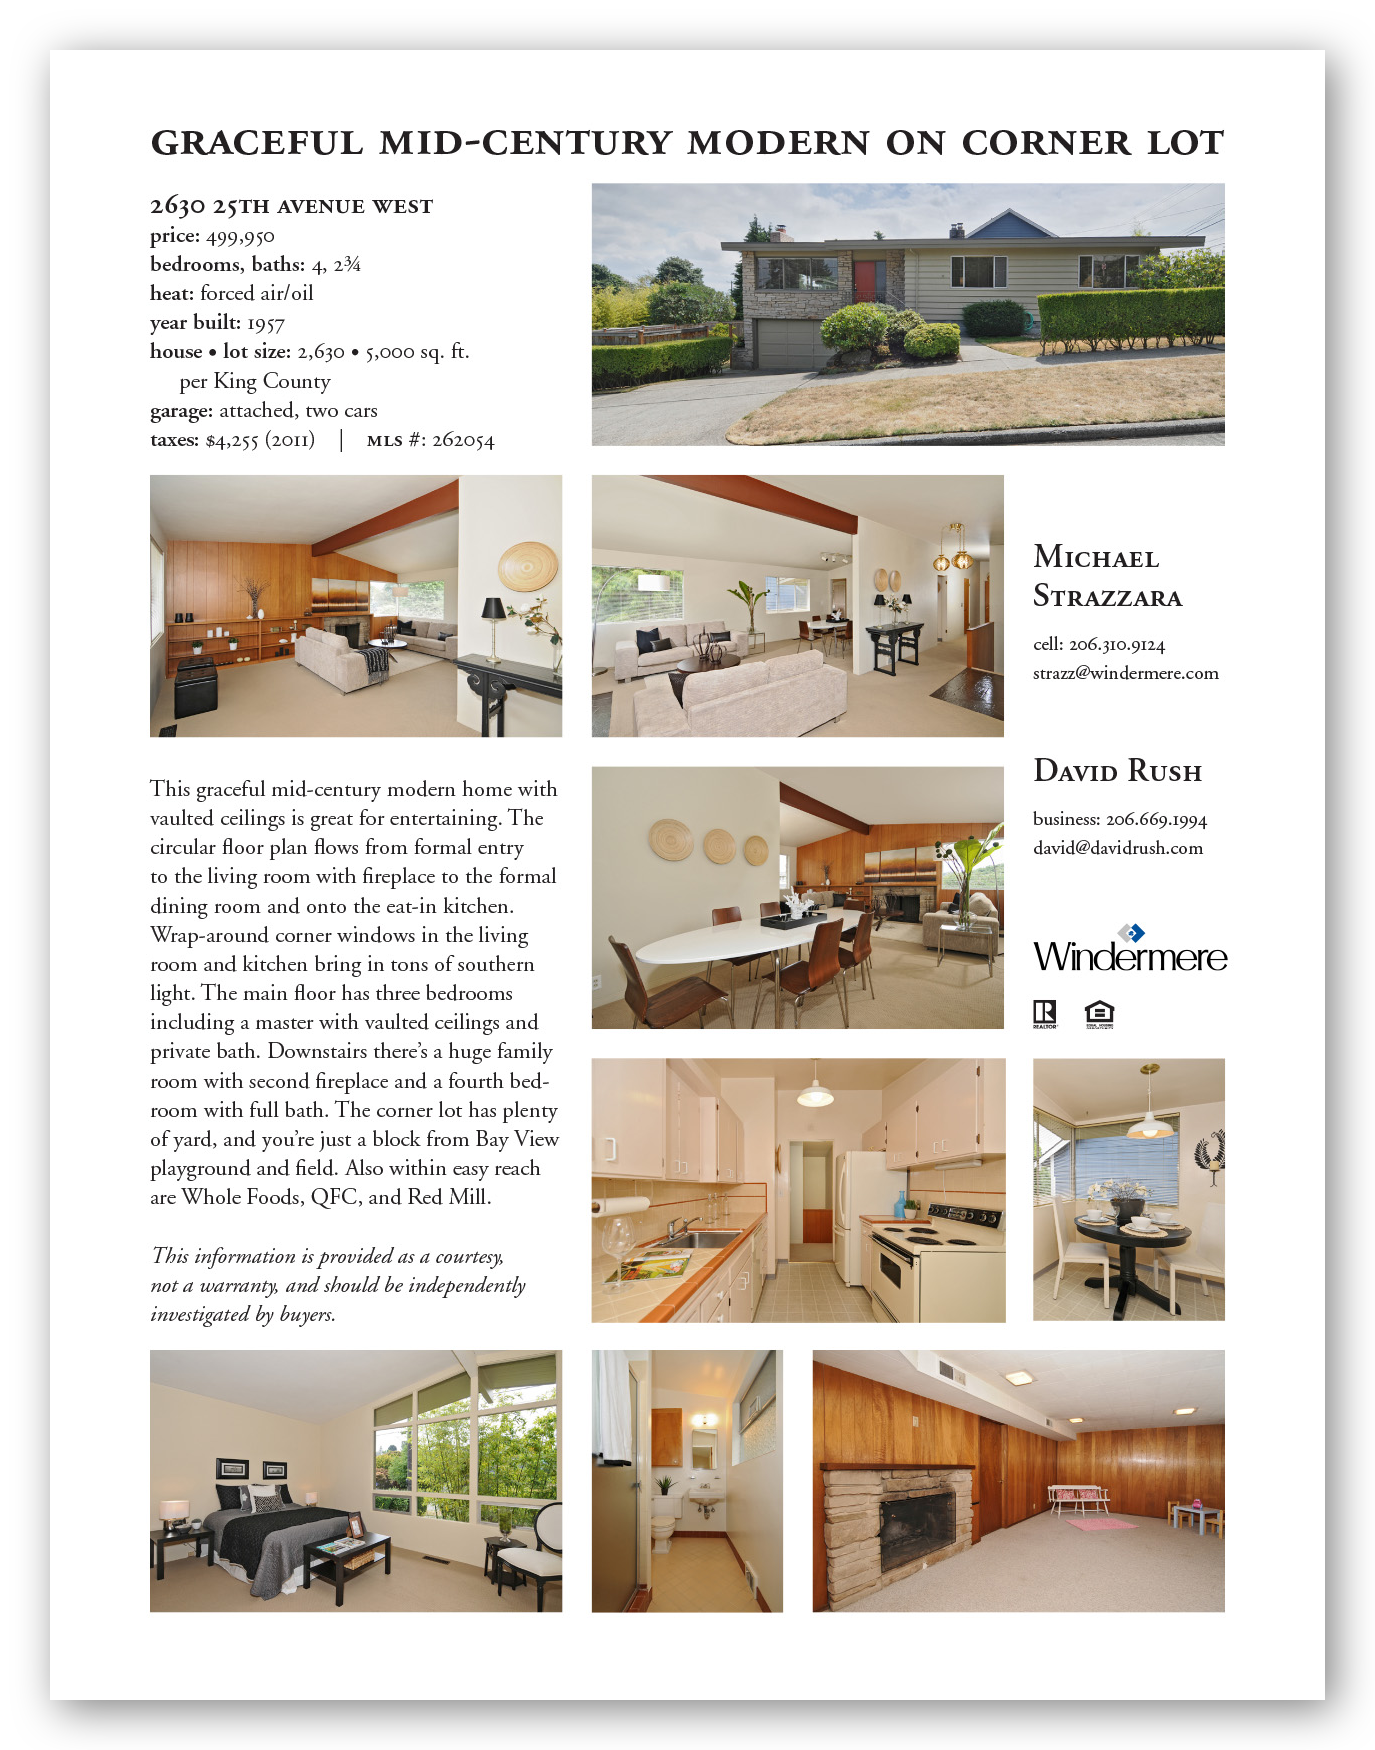 GRACEFUL MID-CENTURY MODERN ON CORNER LOT
2630 25TH AVENUE WEST
price: 499,950
bedrooms, baths: 4, 2¾
heat: forced air/oil
year built: 1957
house • lot size: 2,630 • 5,000 sq. ft.
per King County
garage: attached, two cars
taxes: $4,255 (2011) | MLS #: 262054
Michael
Strazzara
cell: 206.310.9124
strazz@windermere.com
David Rush
business: 206.669.1994
david@davidrush.com
Windermere
REALTOR®
This graceful mid-century modern home with
vaulted ceilings is great for entertaining. The
circular floor plan flows from formal entry
to the living room with fireplace to the formal
dining room and onto the eat-in kitchen.
Wrap-around corner windows in the living
room and kitchen bring in tons of southern
light. The main floor has three bedrooms
including a master with vaulted ceilings and
private bath. Downstairs there’s a huge family
room with second fireplace and a fourth bed-
room with full bath. The corner lot has plenty
of yard, and you’re just a block from Bay View
playground and field. Also within easy reach
are Whole Foods, QFC, and Red Mill.
This information is provided as a courtesy,
not a warranty, and should be independently
investigated by buyers.